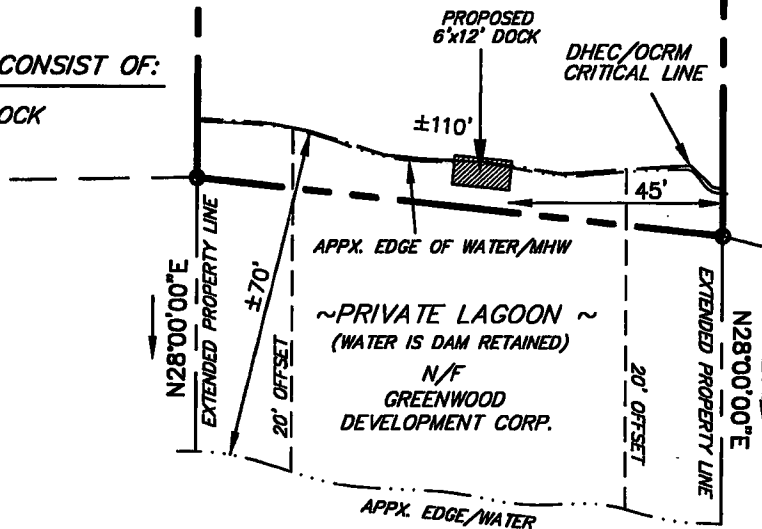 CONSIST OF:
OCK
PROPOSED
6'x12' DOCK
DHEC/OCRM
CRITICAL LINE
±110'
45'
APPX. EDGE OF WATER/MHW
N28°00'00"E
EXTENDED PROPERTY LINE
±70'
20' OFFSET
~PRIVATE LAGOON ~
(WATER IS DAM RETAINED)
N/F
GREENWOOD
DEVELOPMENT CORP.
20' OFFSET
EXTENDED PROPERTY LINE
N28°00'00"E
APPX. EDGE/WATER